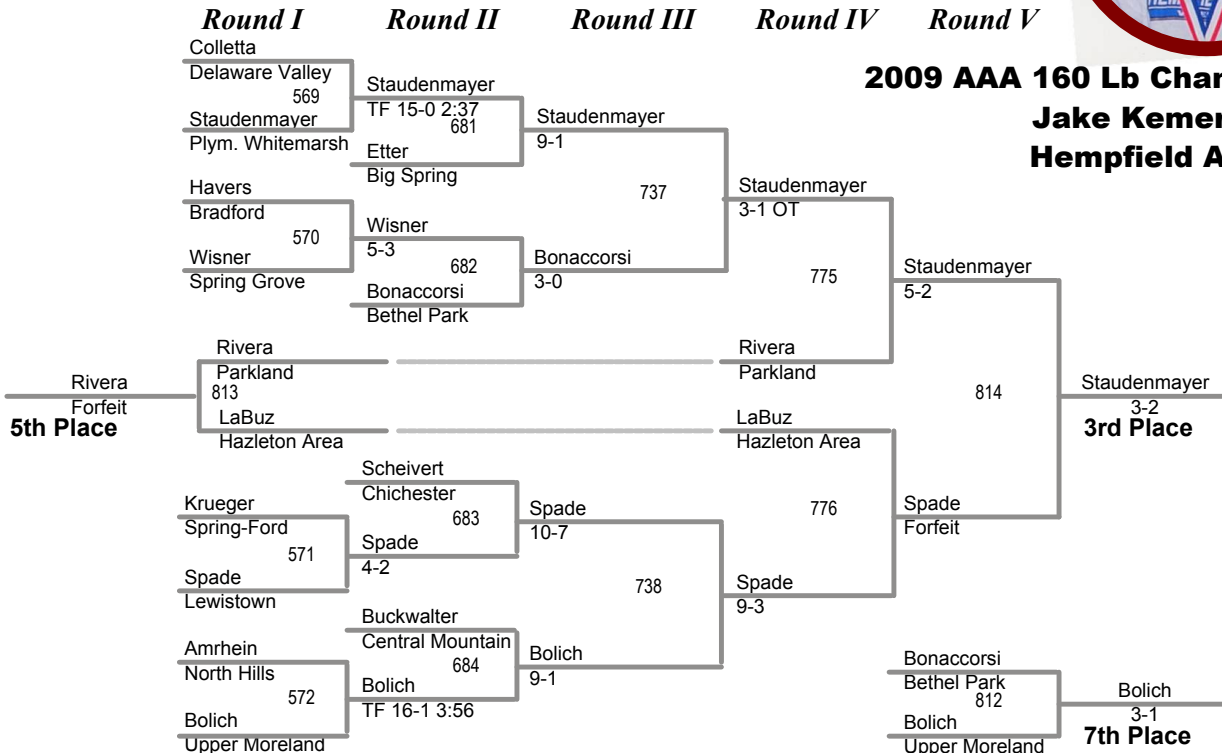 Round I Round II Round III Round IV Round V
2009 AAA 160 Lb
Jake
Hempfield
Colletta
Delaware Valley
569
Staudenmayer
Plym. Whitemarsh
Havers
Bradford
570
Wisner
Spring Grove
Staudenmayer
TF 15-0 2:37
681
Etter
Big Spring
Wisner
5-3
682
Bonaccorsi
Bethel Park
Staudenmayer
9-1
737
Bonaccorsi
3-0
Staudenmayer
3-1 OT
775
Rivera
Parkland
Staudenmayer
5-2
Rivera
Forfeit
5th Place
Rivera
Parkland
813
LaBuz
Hazleton Area
LaBuz
Hazleton Area
814
Staudenmayer
3-2
3rd Place
Krueger
Spring-Ford
571
Spade
Lewistown
Amrhein
North Hills
572
Bolich
Upper Moreland
Scheivert
Chichester
683
Spade
4-2
Buckwalter
Central Mountain
684
Bolich
TF 16-1 3:56
Spade
10-7
738
Bolich
9-1
776
Spade
9-3
Spade
Forfeit
Bonaccorsi
Bethel Park
812
Bolich
Upper Moreland
Bolich
3-1
7th Place